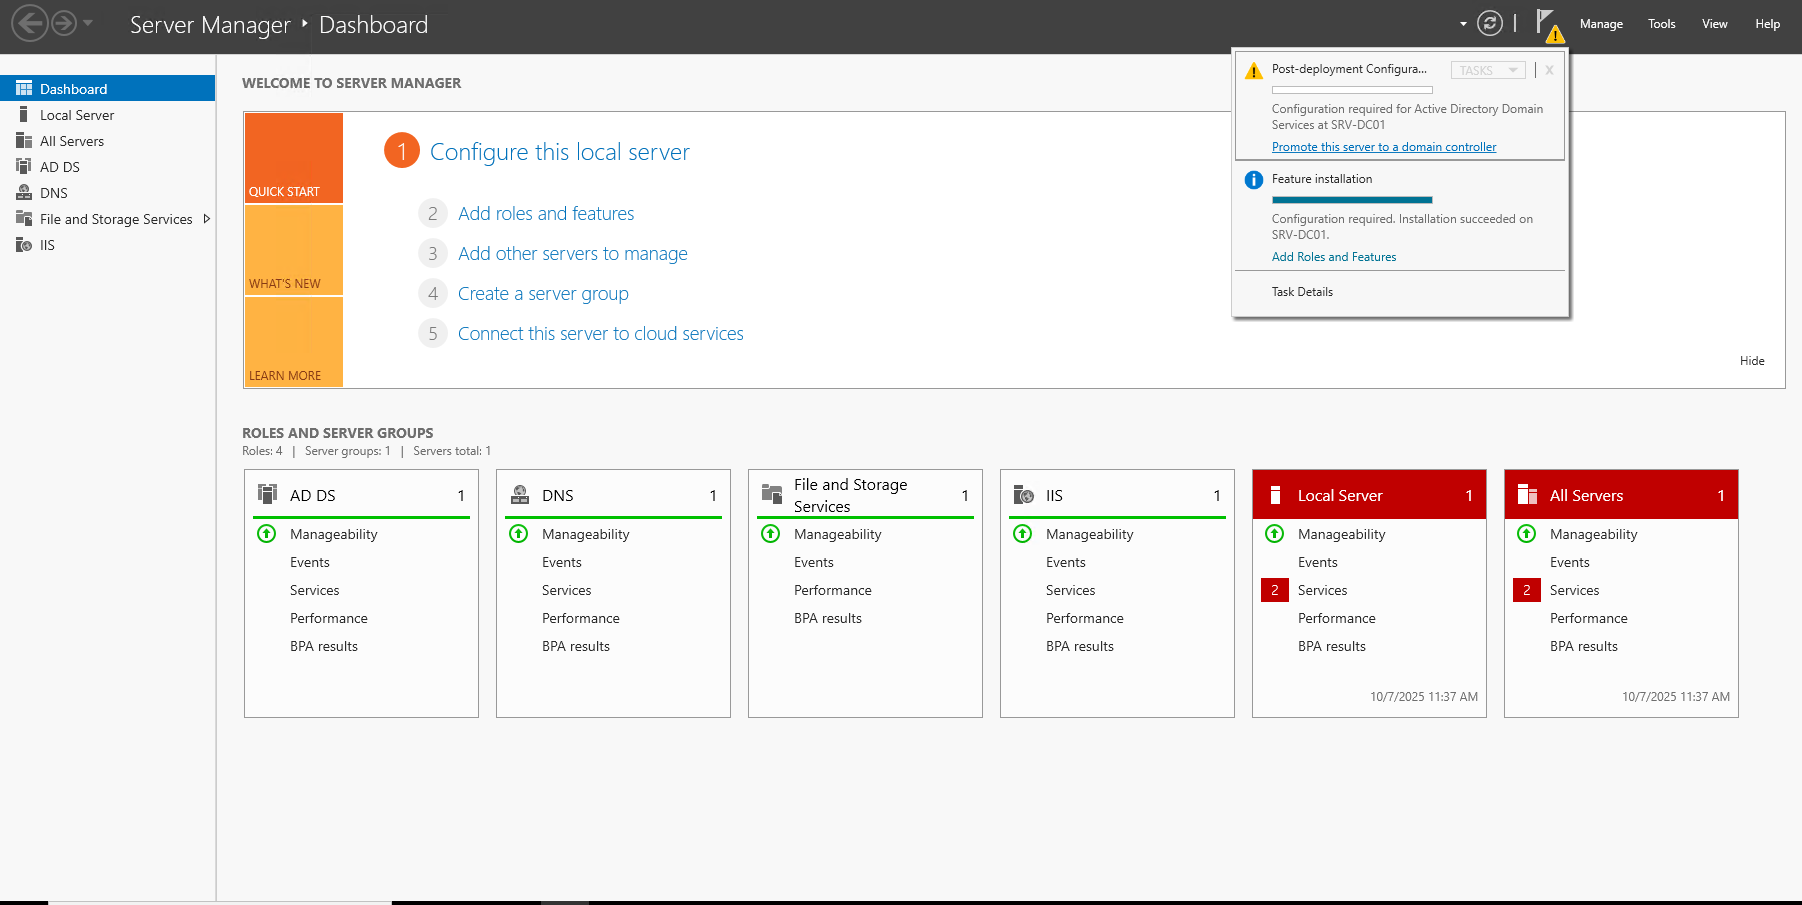 Server Manager ‣ Dashboard
Manage
Tools
View
Help
Dashboard
Local Server
All Servers
AD DS
DNS
File and Storage Services
IIS
WELCOME TO SERVER MANAGER
QUICK START
WHAT'S NEW
LEARN MORE
1 Configure this local server
2 Add roles and features
3 Add other servers to manage
4 Create a server group
5 Connect this server to cloud services
Hide
Post-deployment Configura...
TASKS
X
Configuration required for Active Directory Domain
Services at SRV-DC01
Promote this server to a domain controller
Feature installation
Configuration required. Installation succeeded on
SRV-DC01.
Add Roles and Features
Task Details
ROLES AND SERVER GROUPS
Roles: 4 | Server groups: 1 | Servers total: 1
AD DS 1
Manageability
Events
Services
Performance
BPA results
DNS 1
Manageability
Events
Services
Performance
BPA results
File and Storage
Services 1
Manageability
Events
Performance
BPA results
IIS 1
Manageability
Events
Services
Performance
BPA results
Local Server 1
Manageability
Events
2 Services
Performance
BPA results
10/7/2025 11:37 AM
All Servers 1
Manageability
Events
2 Services
Performance
BPA results
10/7/2025 11:37 AM